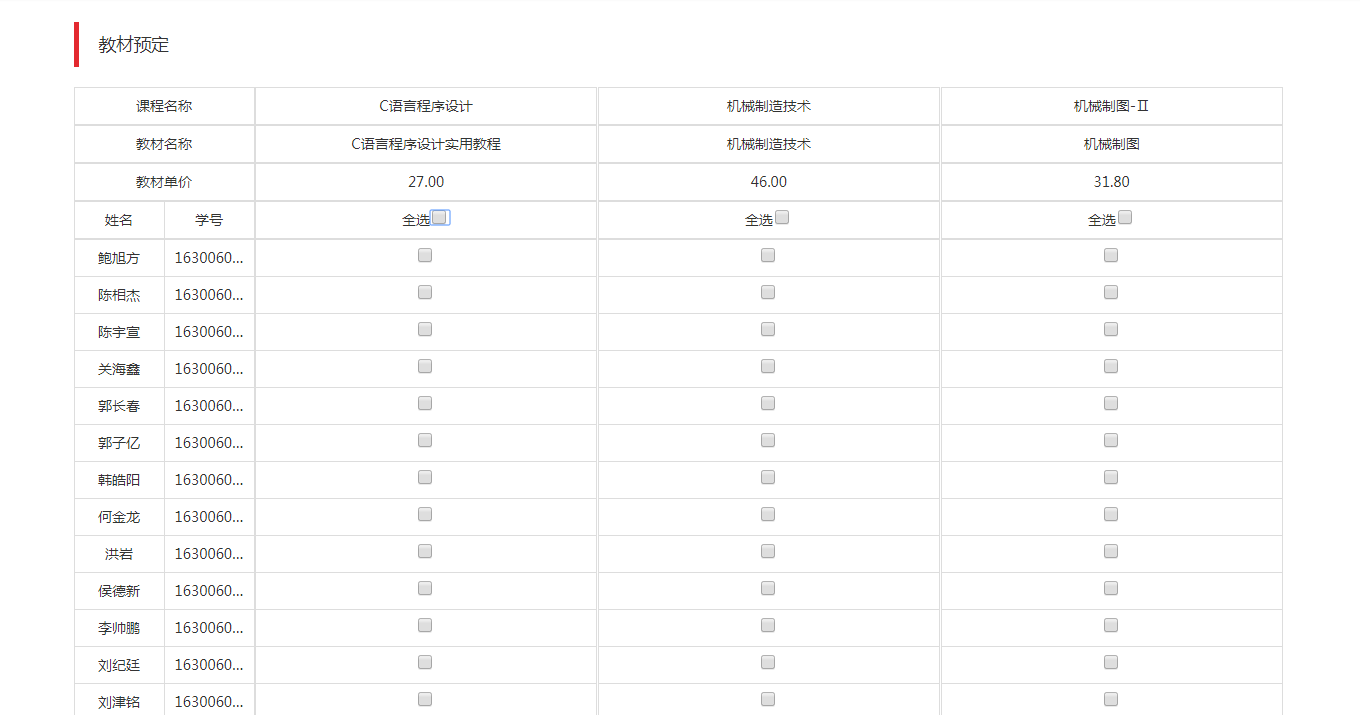 教材预定
课程名称 C语言程序设计 机械制造技术 机械制图-Ⅱ
教材名称 C语言程序设计实用教程 机械制造技术 机械制图
教材单价 27.00 46.00 31.80
姓名 学号 全选 全选 全选
鲍旭方 1630060...
陈相杰 1630060...
陈宇宣 1630060...
关海鑫 1630060...
郭长春 1630060...
郭子亿 1630060...
韩皓阳 1630060...
何金龙 1630060...
洪岩 1630060...
侯德新 1630060...
李帅鹏 1630060...
刘纪廷 1630060...
刘津铭 1630060...